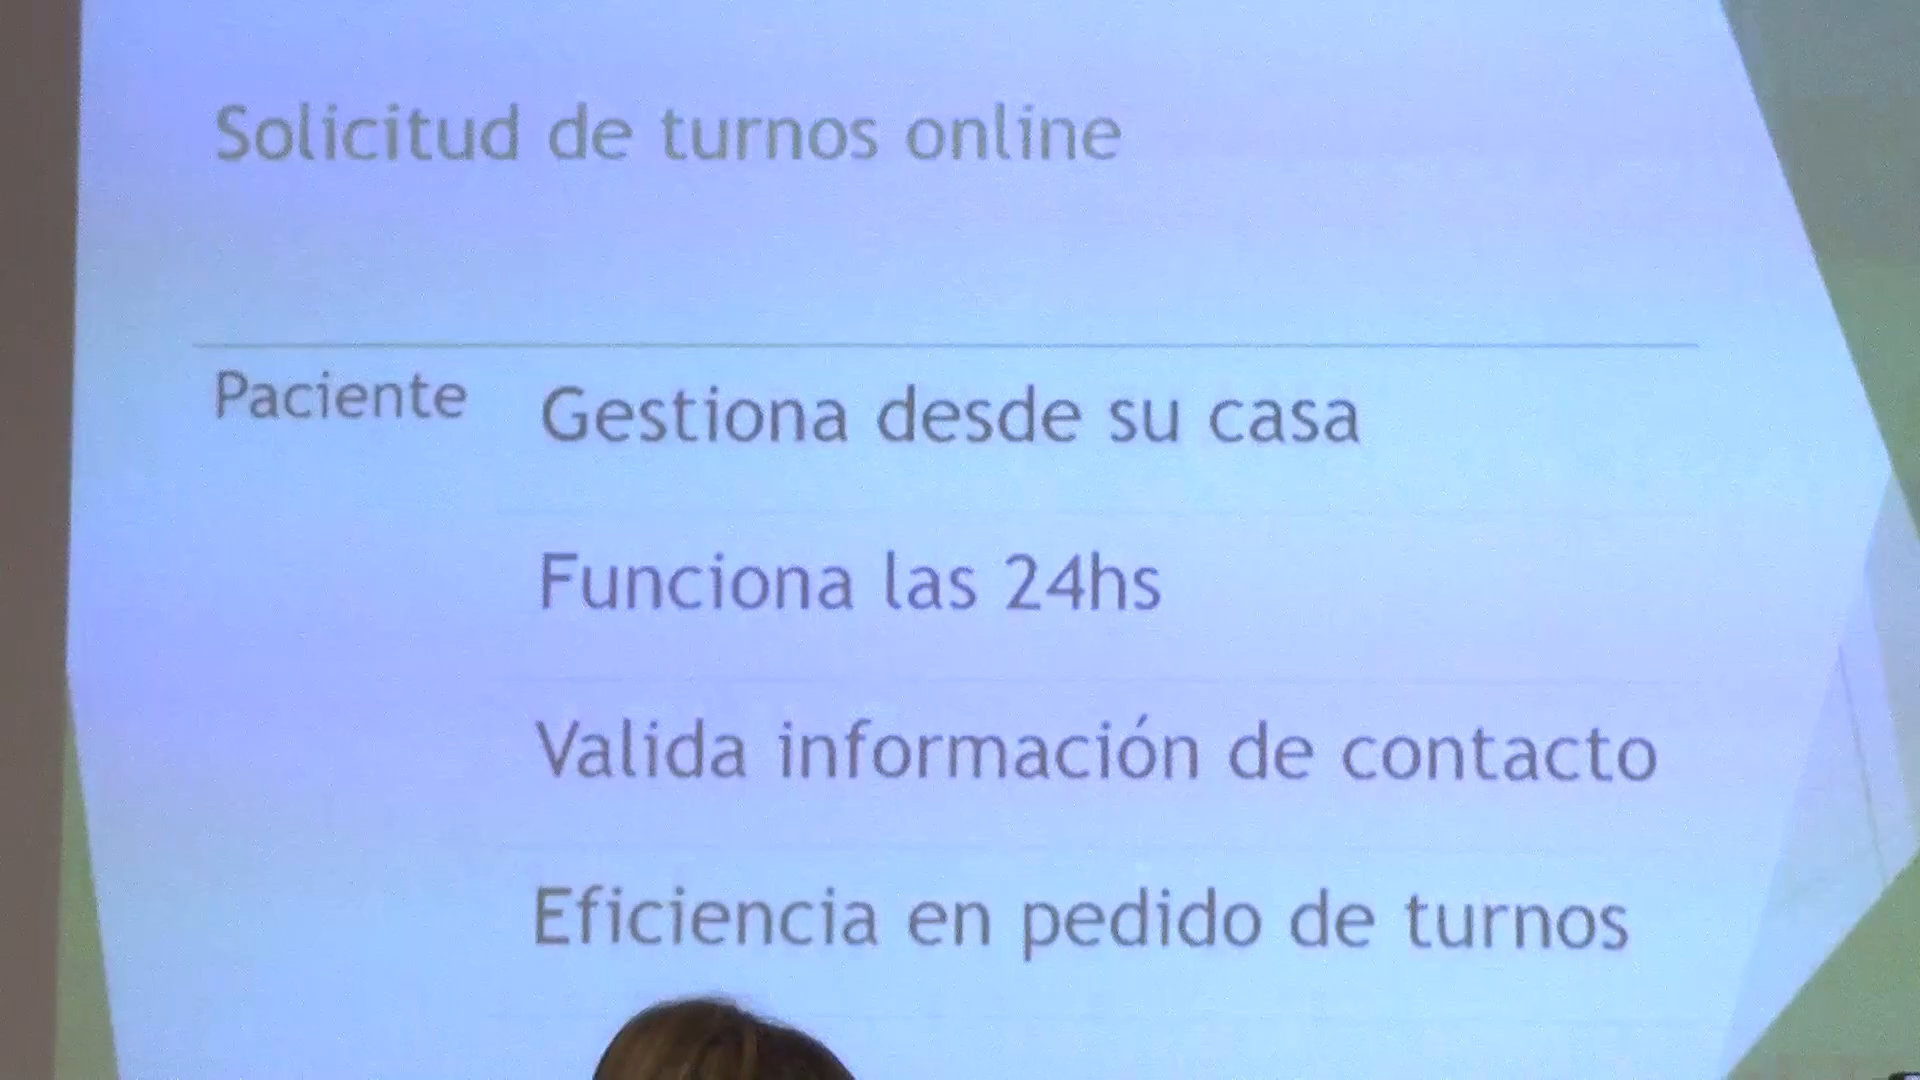 Solicitud de turnos online
Paciente
Gestiona desde su casa
Funciona las 24hs
Valida información de contacto
Eficiencia en pedido de turnos